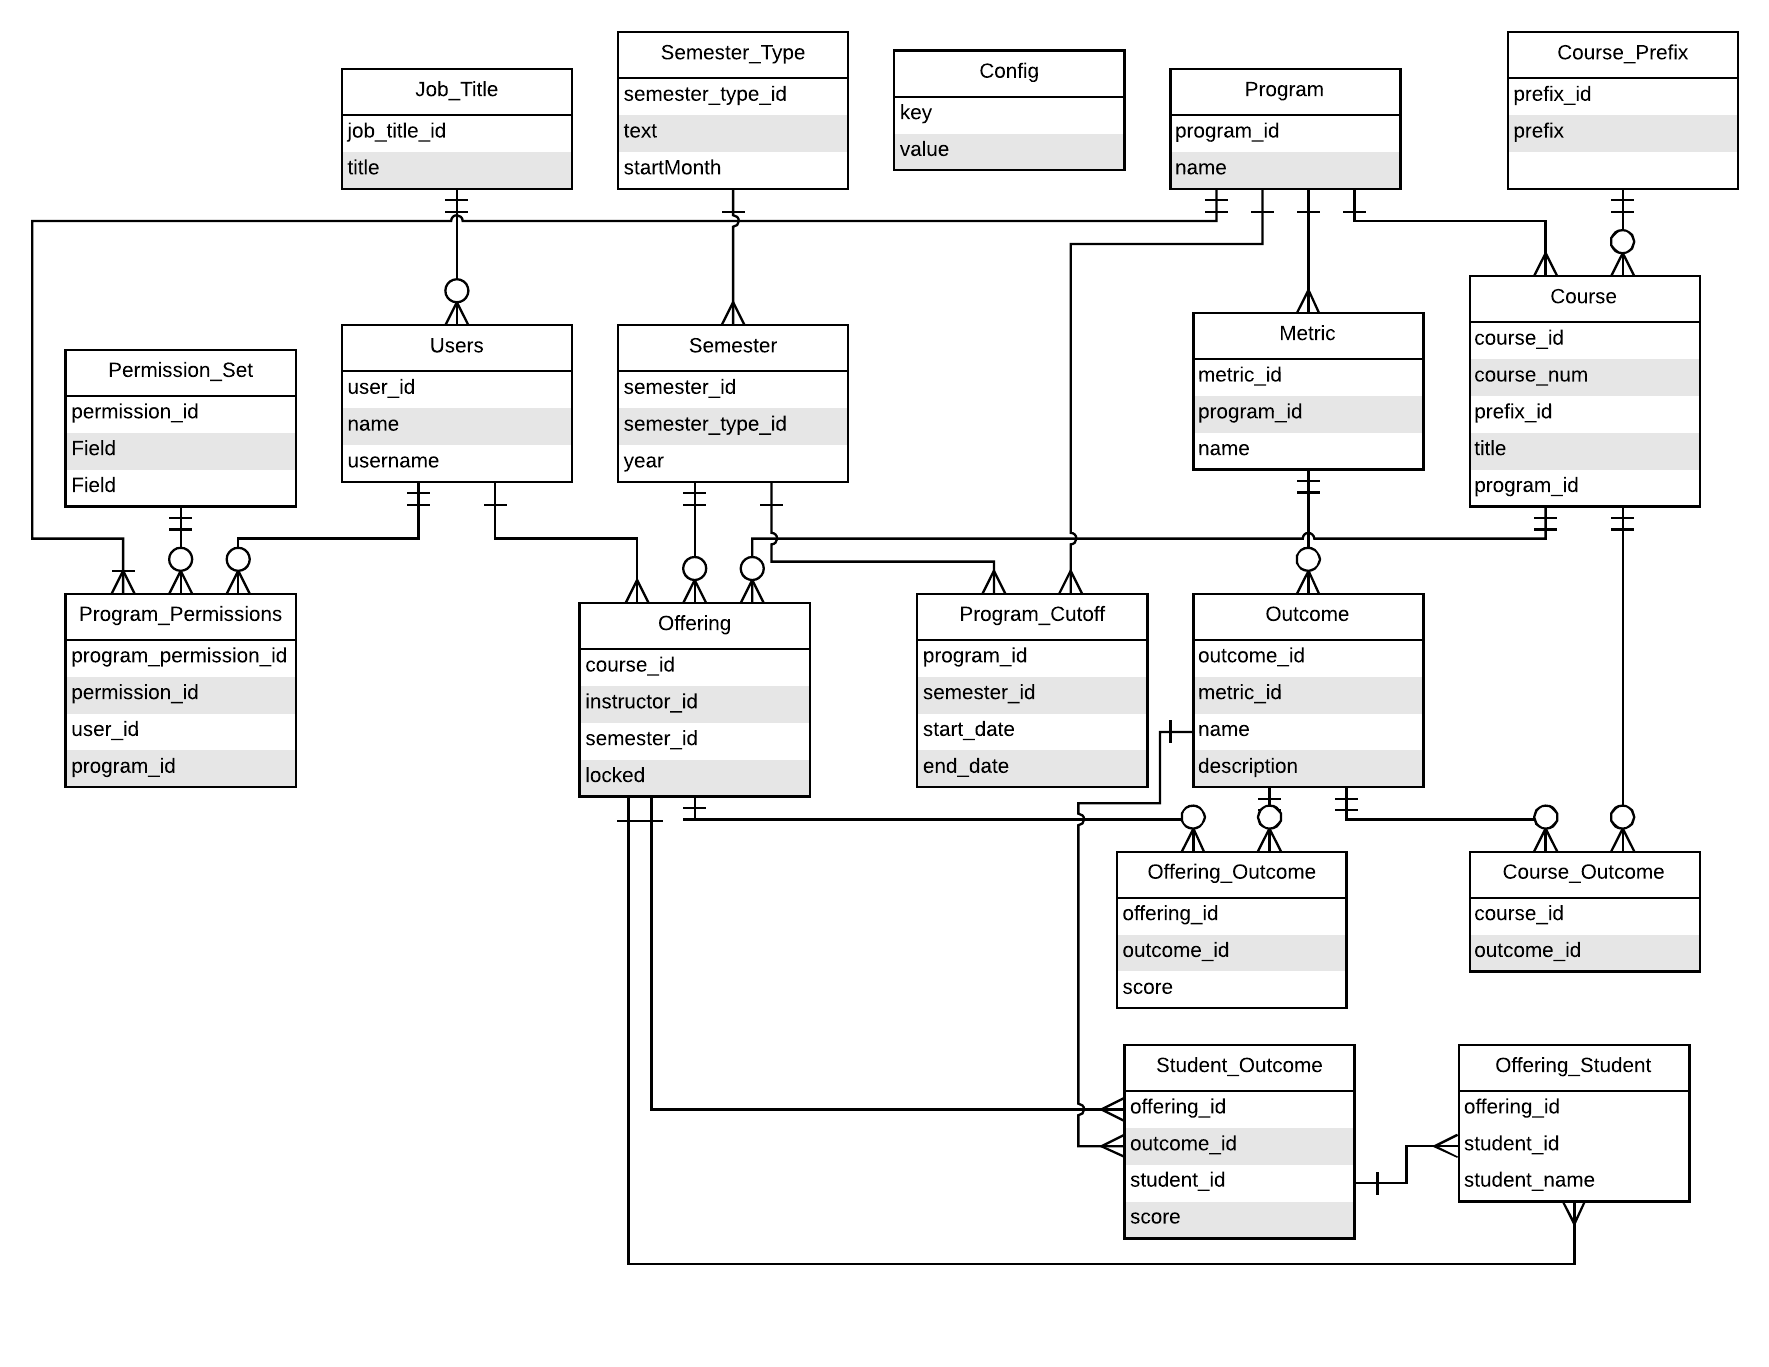 Job_Title
job_title_id
title
Semester_Type
semester_type_id
text
startMonth
Config
key
value
Program
program_id
name
Course_Prefix
prefix_id
prefix
Permission_Set
permission_id
Field
Field
Users
user_id
name
username
Semester
semester_id
semester_type_id
year
Metric
metric_id
program_id
name
Course
course_id
course_num
prefix_id
title
program_id
Program_Permissions
program_permission_id
permission_id
user_id
program_id
Offering
course_id
instructor_id
semester_id
locked
Program_Cutoff
program_id
semester_id
start_date
end_date
Outcome
outcome_id
metric_id
name
description
Offering_Outcome
offering_id
outcome_id
score
Course_Outcome
course_id
outcome_id
Student_Outcome
offering_id
outcome_id
student_id
score
Offering_Student
offering_id
student_id
student_name